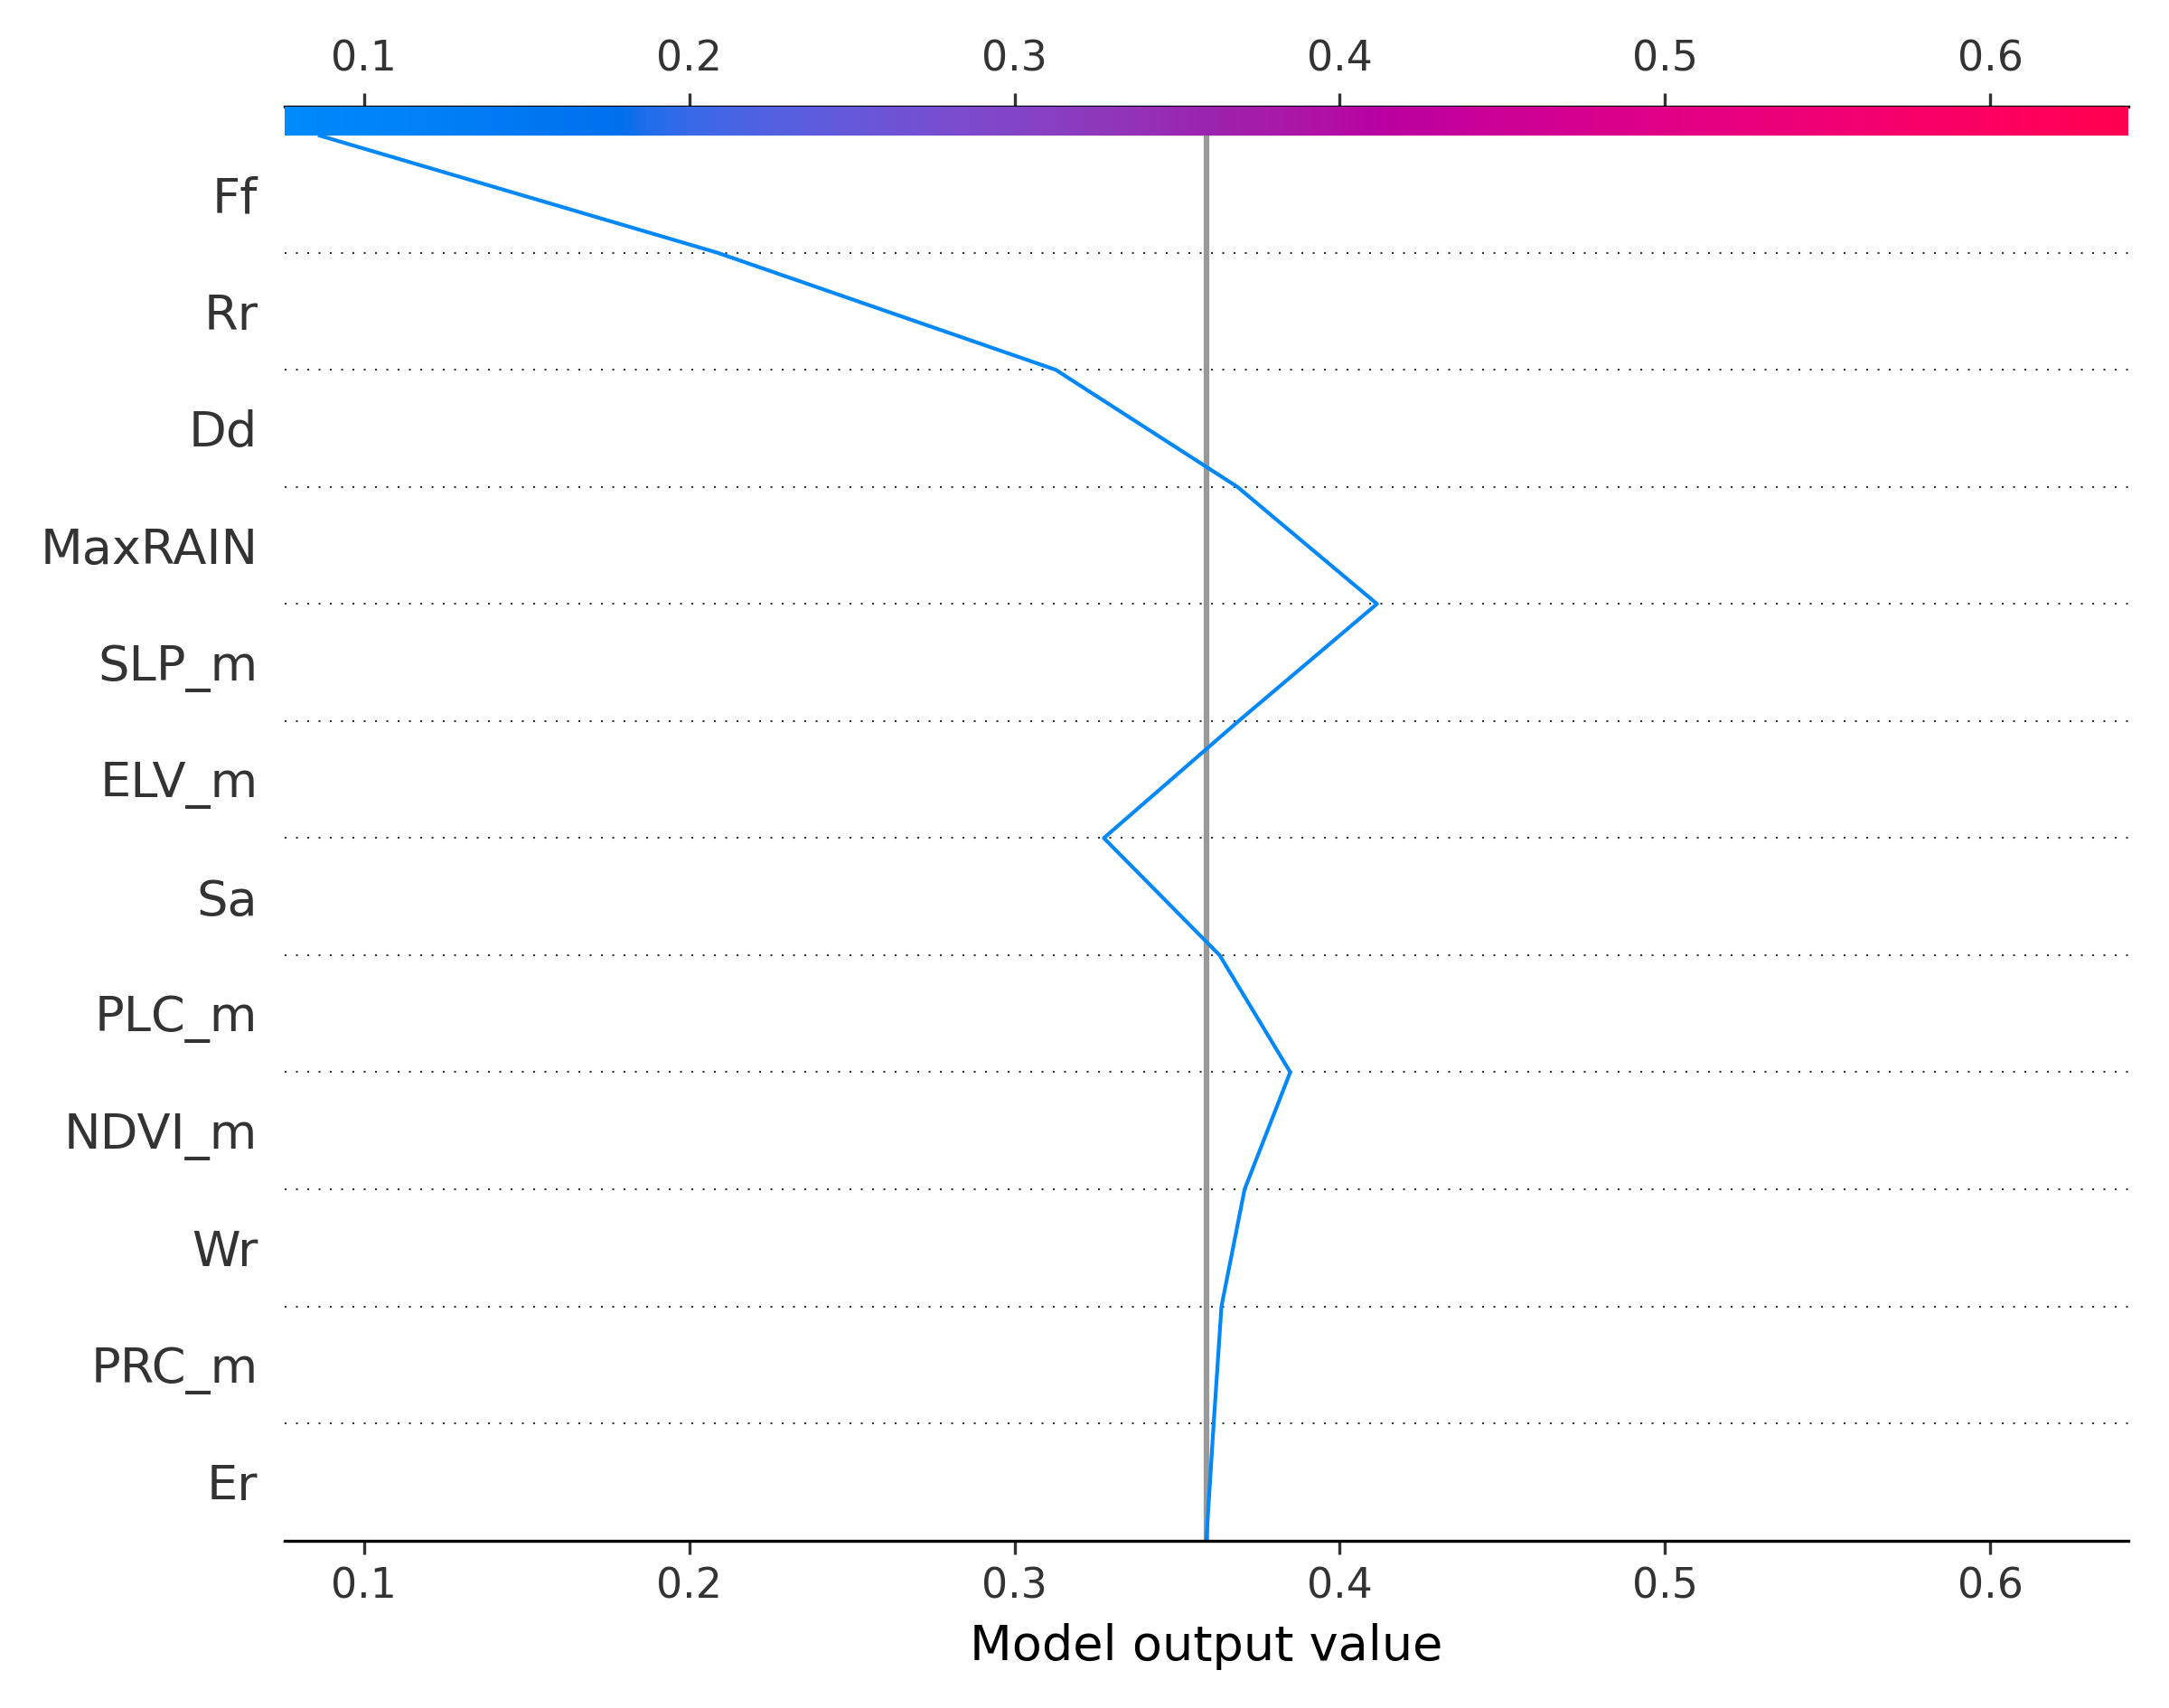 0.1 0.2 0.3 0.4 0.5 0.6
Ff
Rr
Dd
MaxRAIN
SLP_m
ELV_m
Sa
PLC_m
NDVI_m
Wr
PRC_m
Er
0.1 0.2 0.3 0.4 0.5 0.6
Model output value